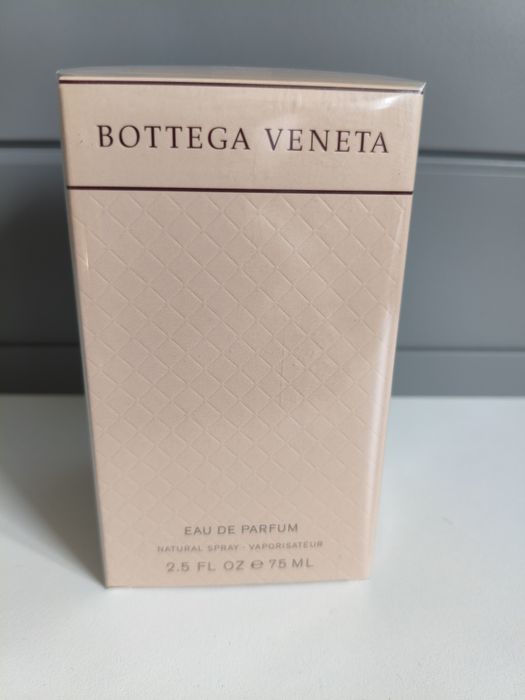 BOTTEGA VENETA
EAU DE PARFUM
NATURAL SPRAY - VAPORISATEUR
2.5 FL OZ ℮ 75 ML